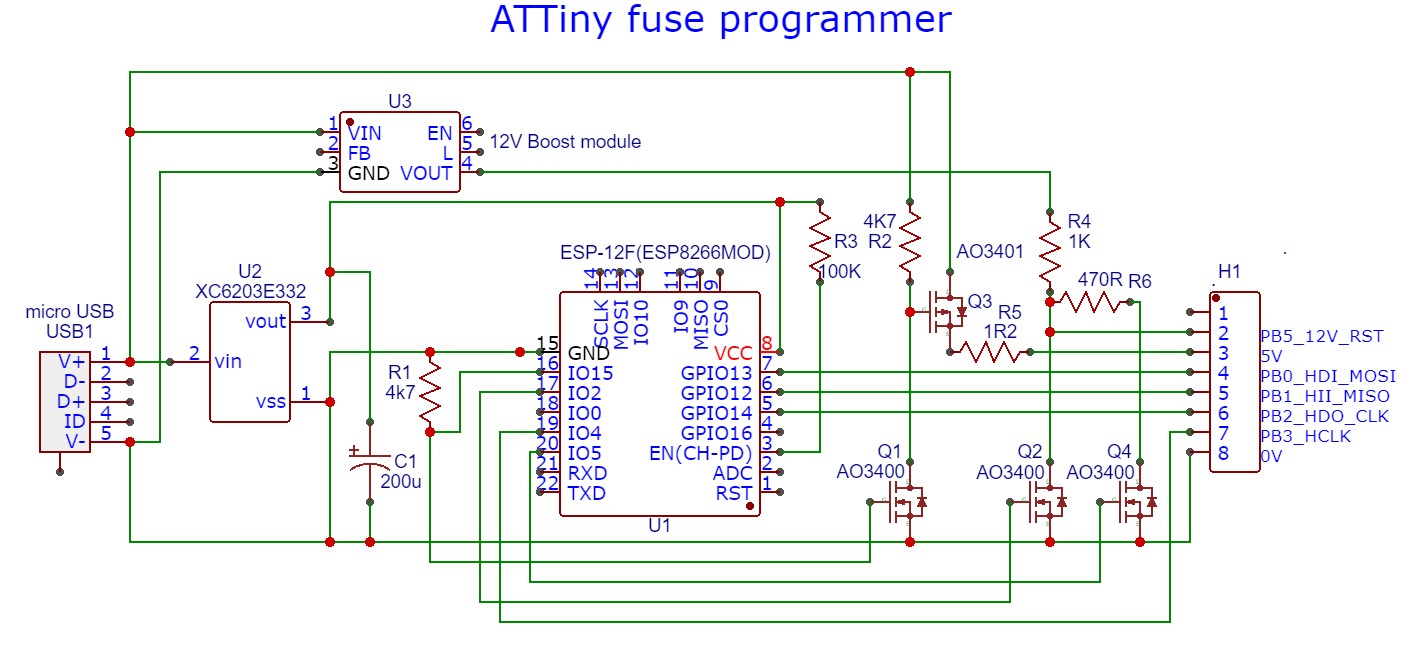 ATTiny fuse programmer
U3
1 VIN EN 6
2 FB L 5
3 GND VOUT 4
12V Boost module
4K7
R2
R3
100K
R4
1K
AO3401
470R R6
H1
ESP-12F(ESP8266MOD)
14 13 12 11 10 9
SCLK MOSI IO10 IO9 MISO CS0
U2
XC6203E332
vout 3
2 vin
vss 1
micro USB
USB1
V+ 1
D- 2
D+ 3
ID 4
V- 5
Q3
R5
1R2
R1
4k7
C1
200u
+
15 GND VCC 8
16 IO15 GPIO13 7
17 IO2 GPIO12 6
18 IO0 GPIO14 5
19 IO4 GPIO16 4
20 IO5 EN(CH-PD) 3
21 RXD ADC 2
22 TXD RST 1
U1
1
2
3
4
5
6
7
8
PB5_12V_RST
5V
PB0_HDI_MOSI
PB1_HII_MISO
PB2_HDO_CLK
PB3_HCLK
0V
Q1
AO3400
Q2
AO3400
Q4
AO3400